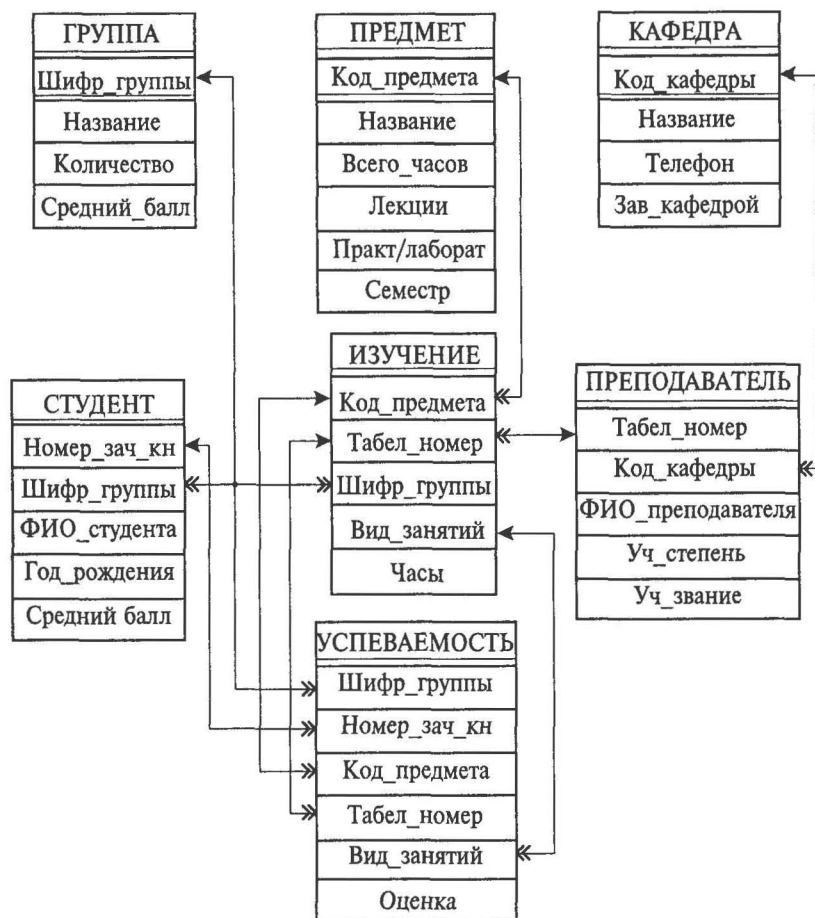 ГРУППА
Шифр_группы
Название
Количество
Средний_балл
ПРЕДМЕТ
Код_предмета
Название
Всего_часов
Лекции
Практ/лаборат
Семестр
КАФЕДРА
Код_кафедры
Название
Телефон
Зав_кафедрой
СТУДЕНТ
Номер_зач_кн
Шифр_группы
ФИО_студента
Год_рождения
Средний балл
ИЗУЧЕНИЕ
Код_предмета
Табел_номер
Шифр_группы
Вид_занятий
Часы
ПРЕПОДАВАТЕЛЬ
Табел_номер
Код_кафедры
ФИО_преподавателя
Уч_степень
Уч_звание
УСПЕВАЕМОСТЬ
Шифр_группы
Номер_зач_кн
Код_предмета
Табел_номер
Вид_занятий
Оценка